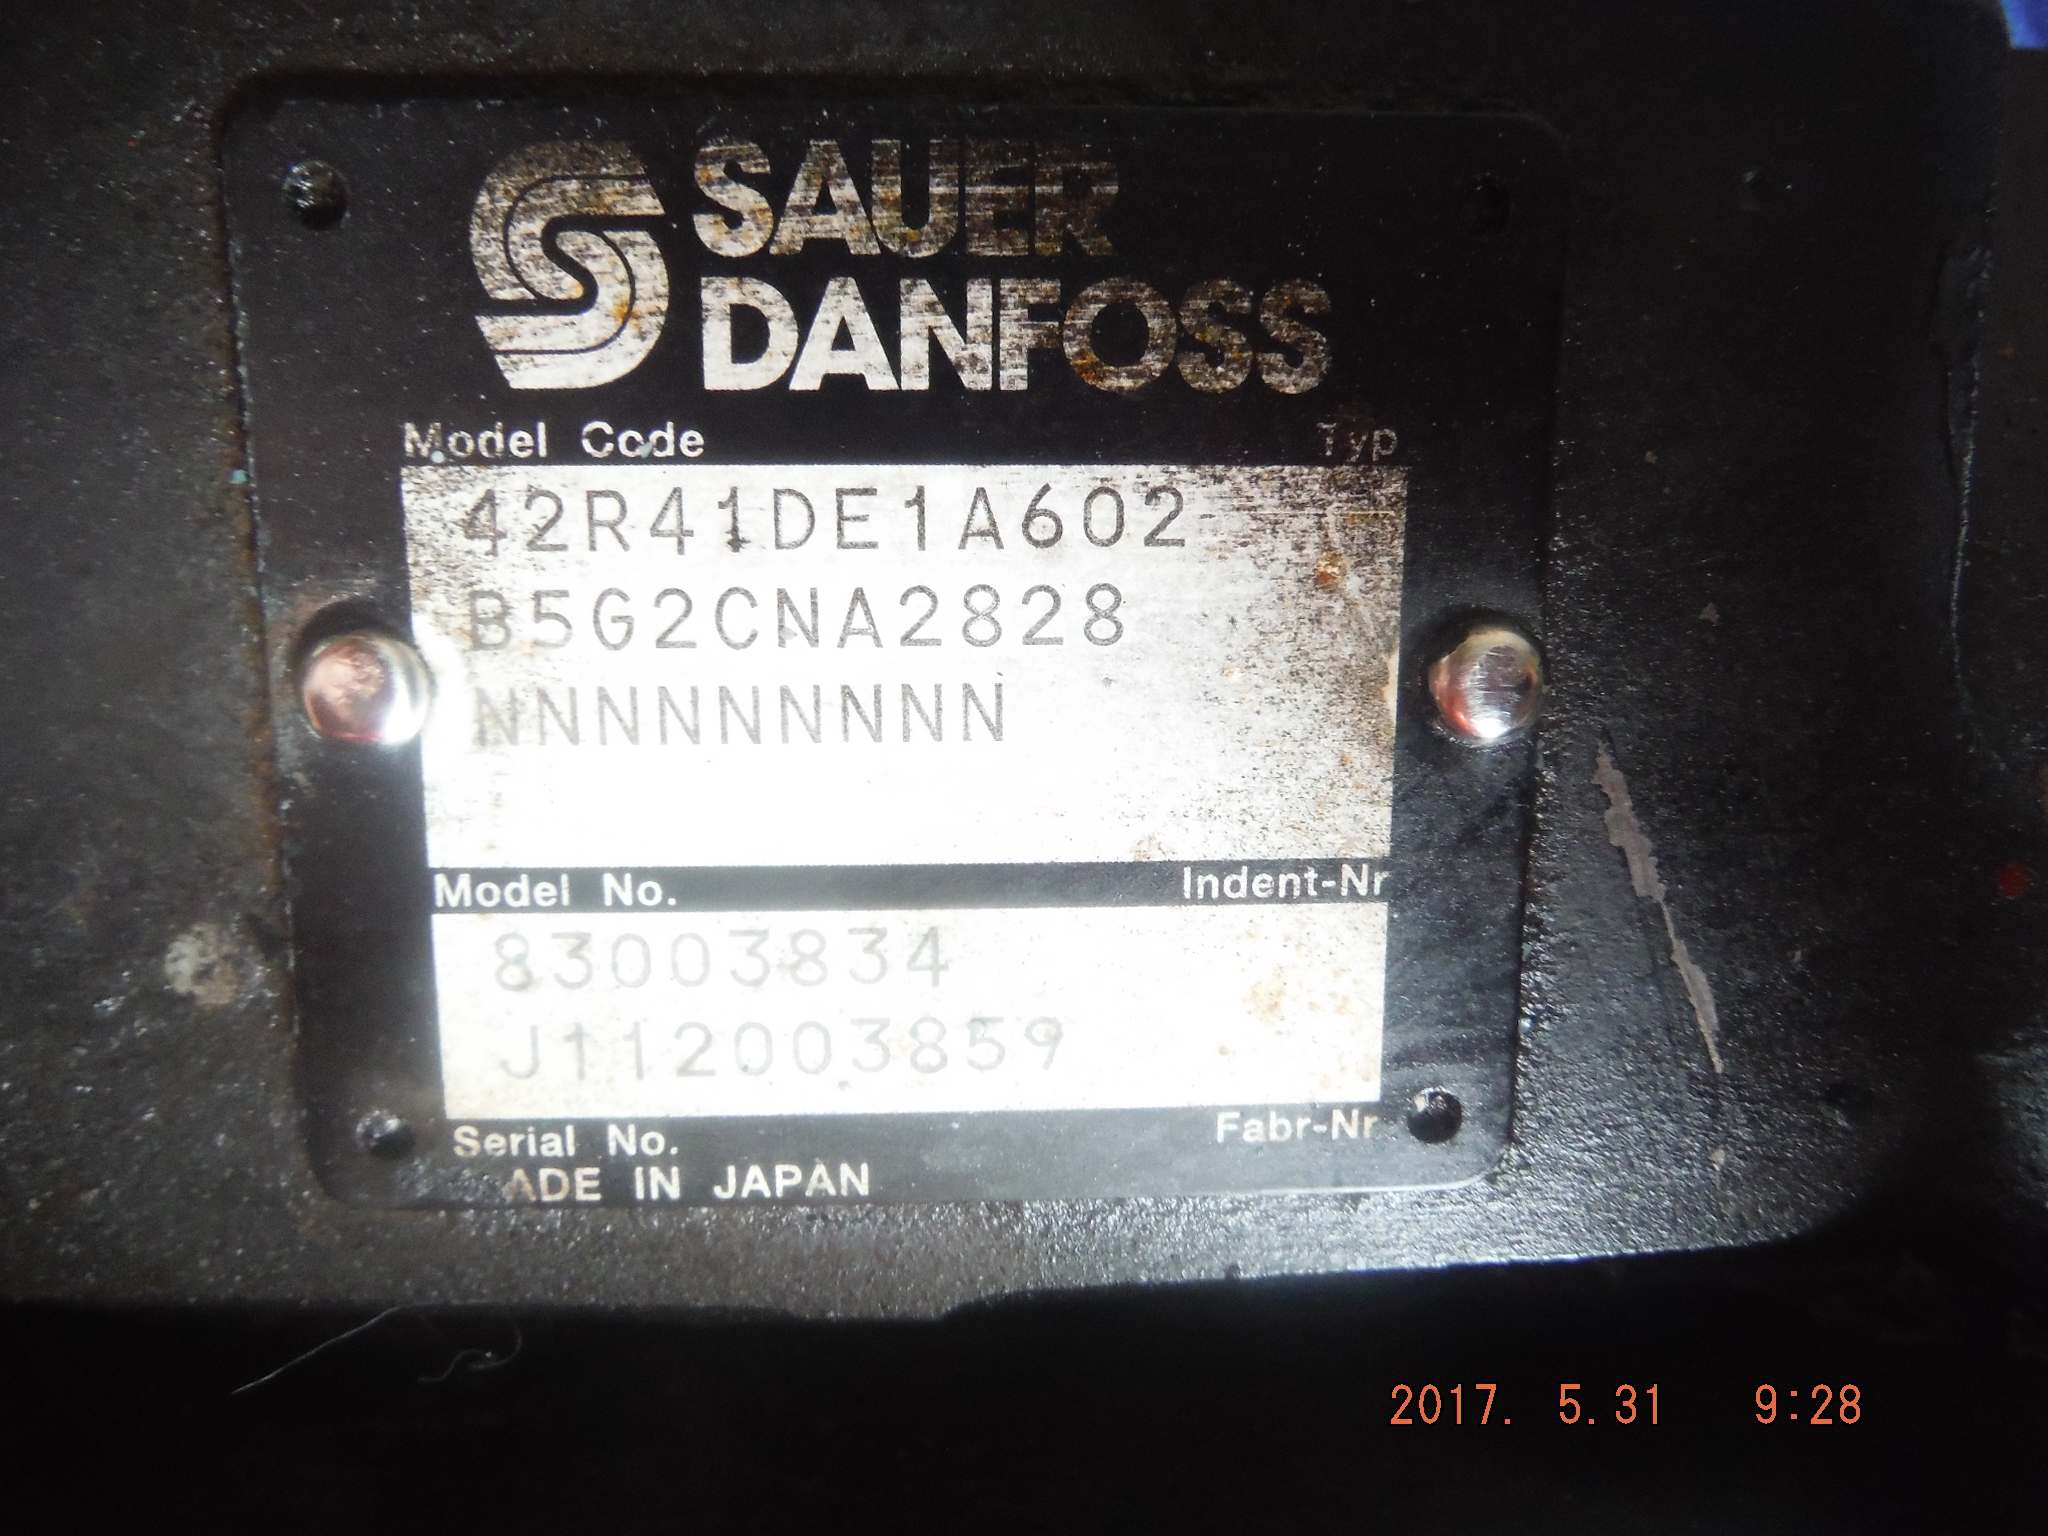 SAUER
DANFOSS
Model Code Typ
42R41DE1A602
B5G2CNA2828
NNNNNNNNN
Model No. Indent-Nr
83003834
J112003859
Serial No. Fabr-Nr
ADE IN JAPAN
2017. 5.31 9:28